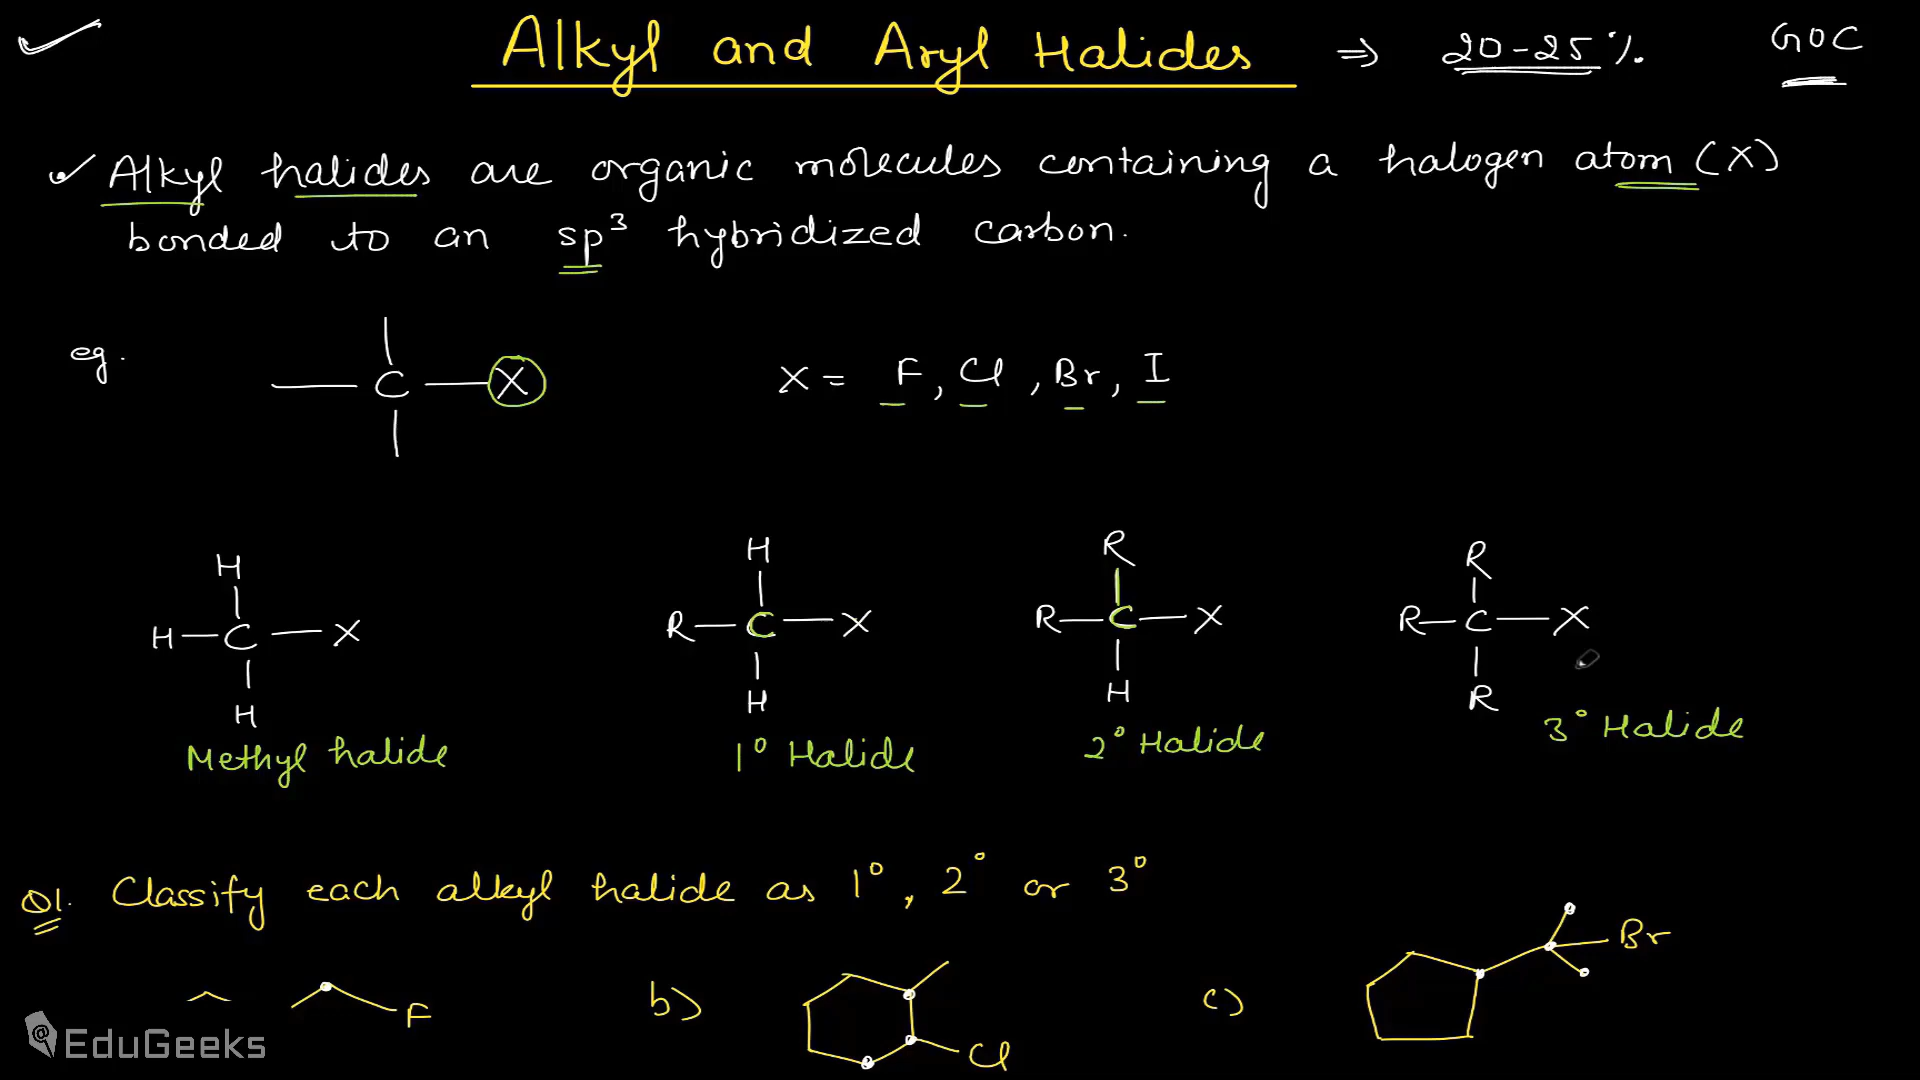 Alkyl and Aryl Halides ⇒ 20-25% GOC
Alkyl halides are organic molecules containing a halogen atom (X)
bonded to an sp³ hybridized carbon.
eg. C X X = F, Cl, Br, I
H H R R
H C X R C X R C X R C X
H H H R
Methyl halide 1° Halide 2° Halide 3° Halide
Q1. Classify each alkyl halide as 1°, 2° or 3°
F b) Cl c) Br
EduGeeks